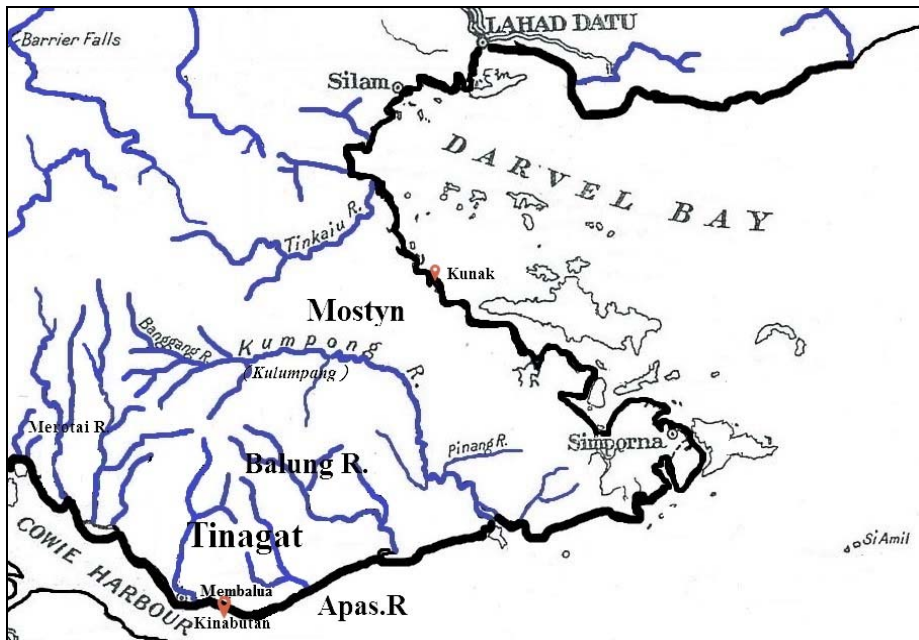 Barrier Falls
LAHAD DATU
Silam
DARVEL BAY
Tinkaiu R.
Kunak
Mostyn
Banggang R.
Kumpong R.
(Kulumpang)
Merotai R.
Simporna
Pinang R.
Balung R.
Tinagat
Si Amil
COWIE HARBOUR
Membalua
Kinabutan
Apas.R